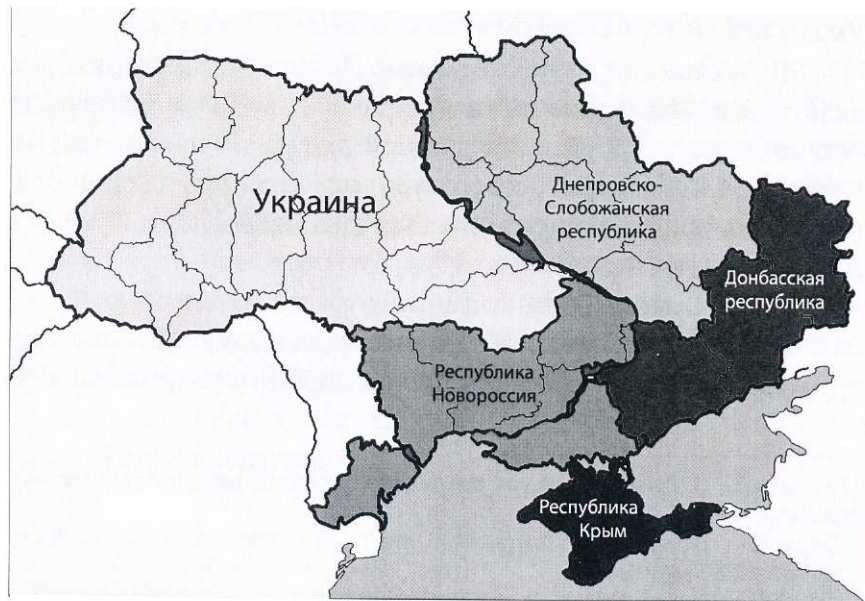 Украина
Днепровско-
Слобожанская
республика
Донбасская
республика
Республика
Новороссия
Республика
Крым